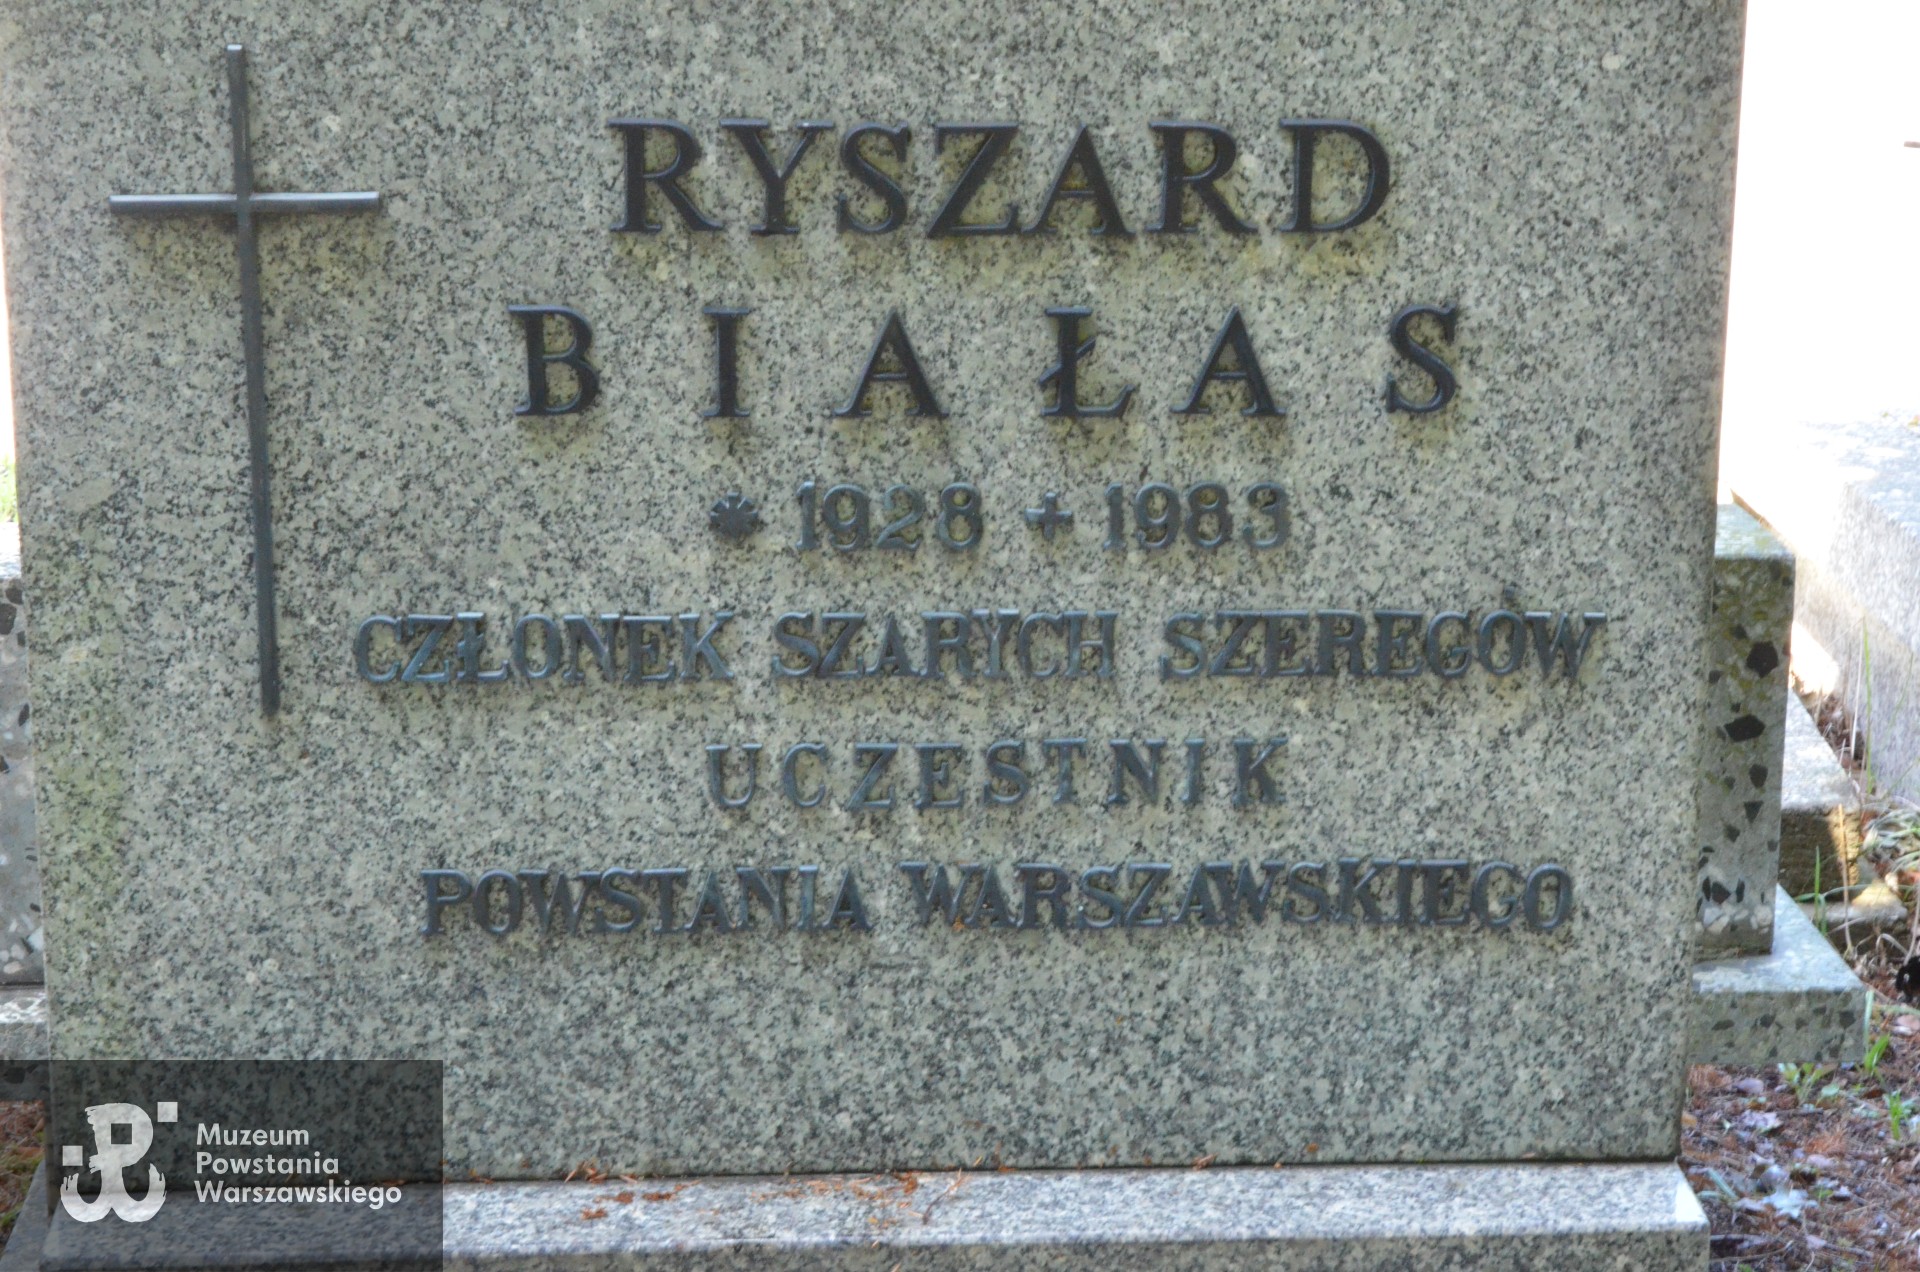 RYSZARD
BIAŁAS
* 1928 + 1983
CZŁONEK SZARYCH SZEREGÓW
UCZESTNIK
POWSTANIA WARSZAWSKIEGO
Muzeum
Powstania
Warszawskiego